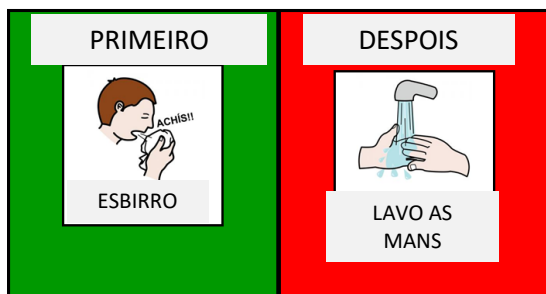 PRIMEIRO
ACHÍS!!
ESBIRRO
DESPOIS
LAVO AS
MANS